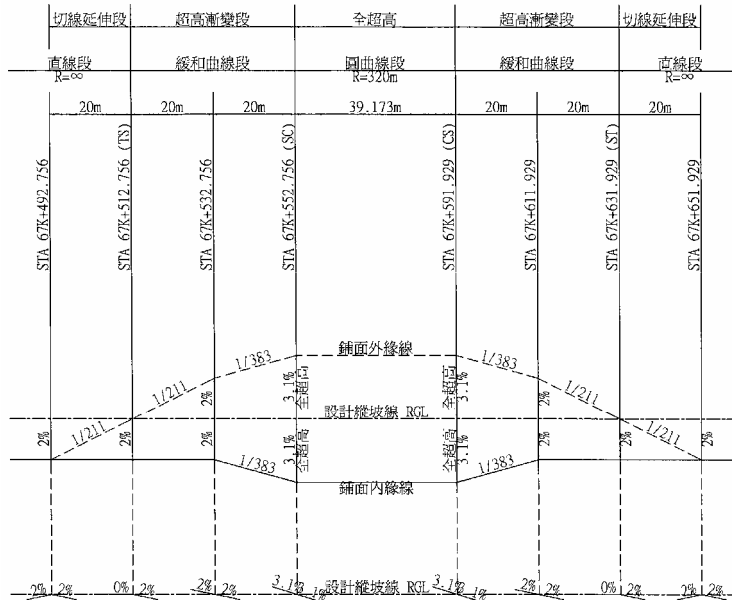 切線延伸段 超高漸變段 全超高 超高漸變段 切線延伸段
直線段 緩和曲線段 圓曲線段 緩和曲線段 直線段
R=∞ R=320m R=∞
20m 20m 20m 39.173m 20m 20m 20m
STA 67K+492.756
STA 67K+512.756 (TS)
STA 67K+532.756
STA 67K+552.756 (SC)
STA 67K+591.929 (CS)
STA 67K+611.929
STA 67K+631.929 (ST)
STA 67K+651.929
鋪面外緣線
1/383 1/383
1/211 2% 3.1% 全超高 3.1% 全超高 2% 1/211
設計縱坡線 RGL
2% 1/211 2% 2% 3.1% 全超高 3.1% 全超高 2% 2% 1/211 2%
1/383 1/383
鋪面內緣線
設計縱坡線 RGL
2% 2% 0% 2% 2% 2% 3.1% 3.1% 3.1% 3.1% 2% 2% 0% 2% 2% 2%